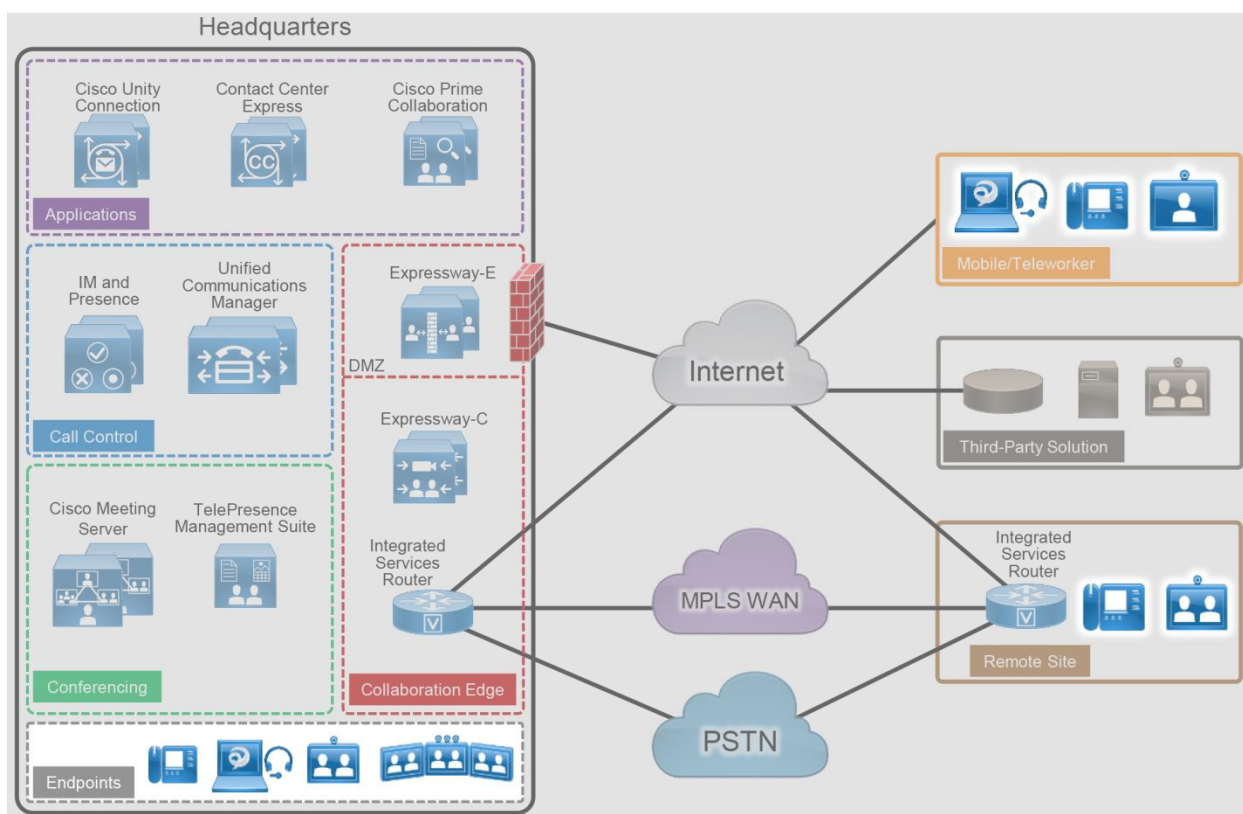 Headquarters
Cisco Unity
Connection
Contact Center
Express
Cisco Prime
Collaboration
CC
Applications
IM and
Presence
Unified
Communications
Manager
Call Control
Expressway-E
DMZ
Expressway-C
Integrated
Services
Router
V
Collaboration Edge
Cisco Meeting
Server
TelePresence
Management Suite
Conferencing
Endpoints
Internet
MPLS WAN
PSTN
Mobile/Teleworker
Third-Party Solution
Integrated
Services
Router
V
Remote Site